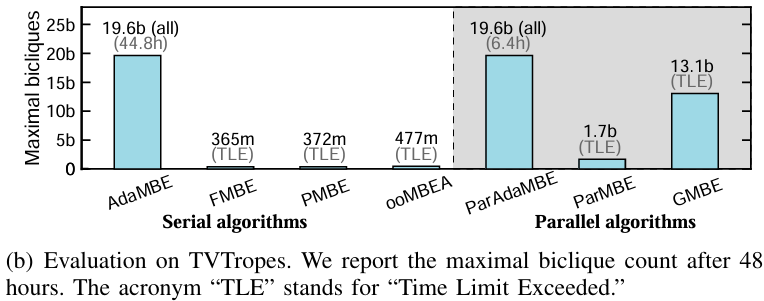 Maximal bicliques
25b
20b
15b
10b
5b
0
19.6b (all)
(44.8h)
365m
(TLE)
372m
(TLE)
477m
(TLE)
19.6b (all)
(6.4h)
1.7b
(TLE)
13.1b
(TLE)
AdaMBE
FMBE
PMBE
ooMBEA
ParAdaMBE
ParMBE
GMBE
Serial algorithms
Parallel algorithms
(b) Evaluation on TVTropes. We report the maximal biclique count after 48
hours. The acronym “TLE” stands for “Time Limit Exceeded.”